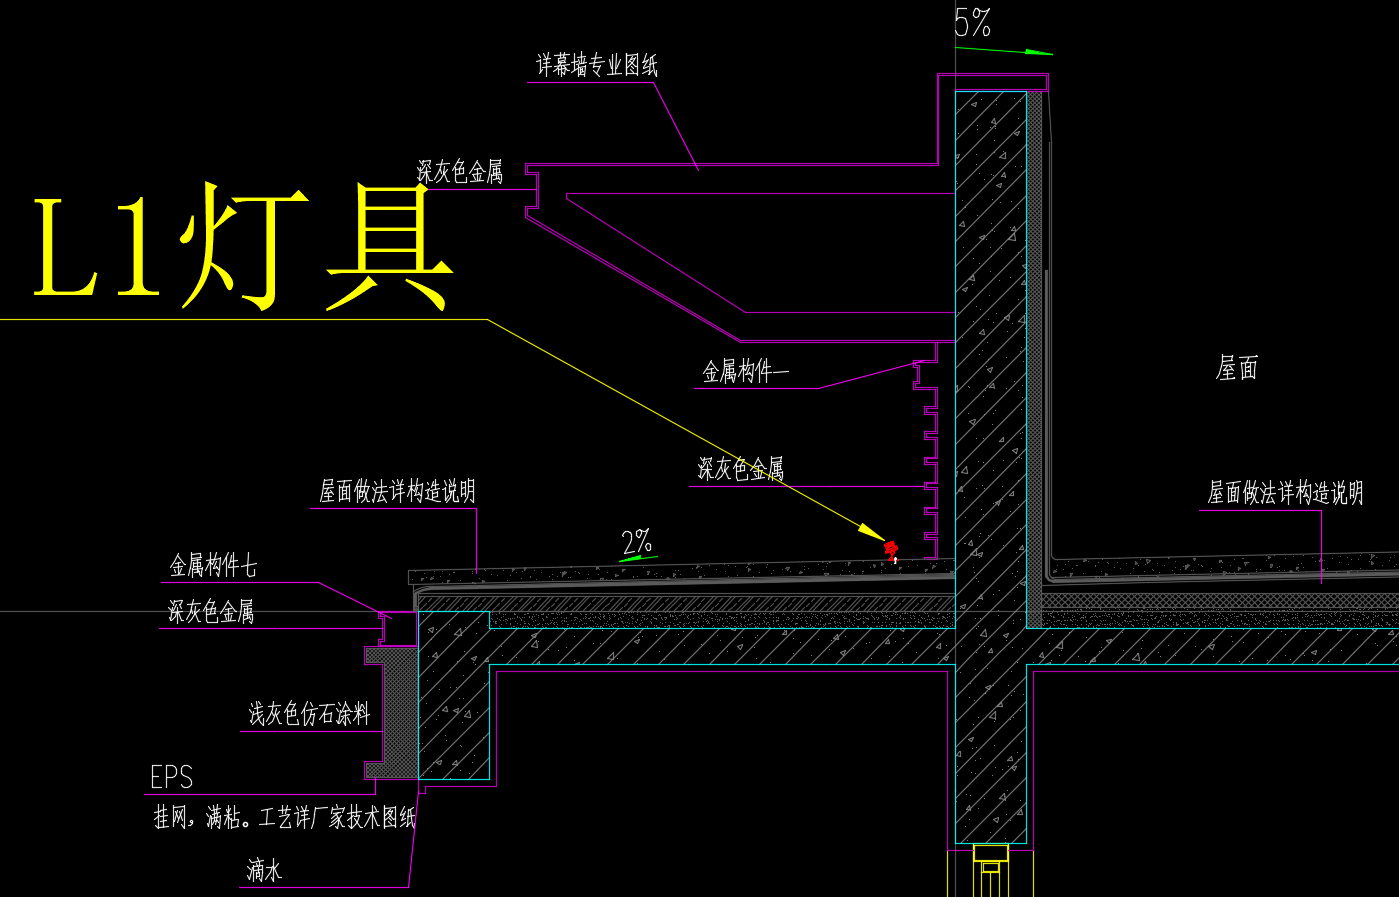 5%
详幕墙专业图纸
深灰色金属
L1灯具
金属构件一
屋面
深灰色金属
屋面做法详构造说明
屋面做法详构造说明
2%
金属构件七
深灰色金属
浅灰色仿石涂料
EPS
挂网，满粘。工艺详厂家技术图纸
滴水